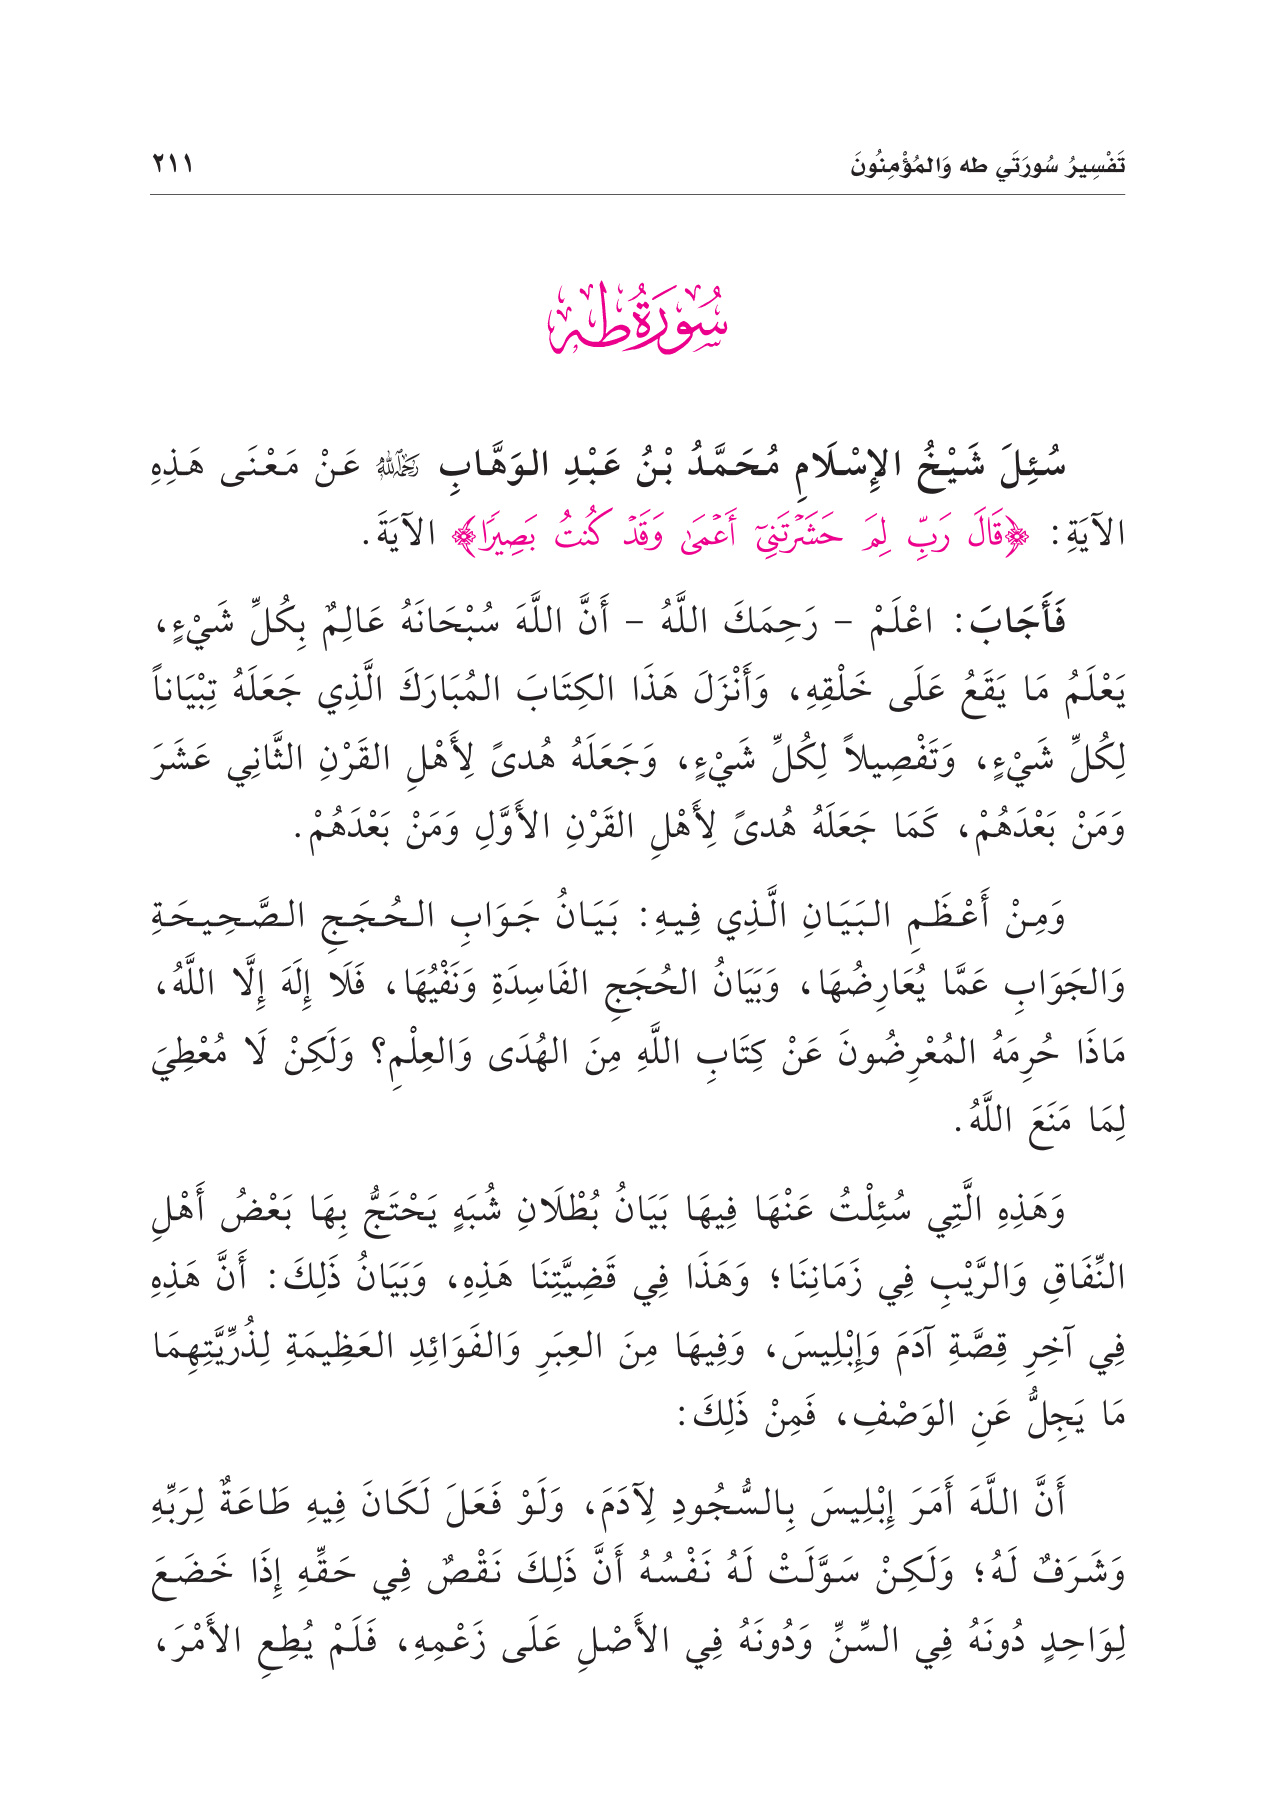 تَفْسِيرُ سُورَتَي طه وَالمُؤْمِنُونَ ٢١١
سُورَةُ طه
سُئِلَ شَيْخُ الإِسْلَامِ مُحَمَّدُ بْنُ عَبْدِ الوَهَّابِ رَحِمَهُ اللَّهُ عَنْ مَعْنَى هَذِهِ
الآيَةِ: ﴿قَالَ رَبِّ لِمَ حَشَرْتَنِىٓ أَعْمَىٰ وَقَدْ كُنتُ بَصِيرًا﴾ الآيَةَ.
فَأَجَابَ: اعْلَمْ – رَحِمَكَ اللَّهُ – أَنَّ اللَّهَ سُبْحَانَهُ عَالِمٌ بِكُلِّ شَيْءٍ،
يَعْلَمُ مَا يَقَعُ عَلَى خَلْقِهِ، وَأَنْزَلَ هَذَا الكِتَابَ المُبَارَكَ الَّذِي جَعَلَهُ تِبْيَاناً
لِكُلِّ شَيْءٍ، وَتَفْصِيلاً لِكُلِّ شَيْءٍ، وَجَعَلَهُ هُدىً لِأَهْلِ القَرْنِ الثَّانِي عَشَرَ
وَمَنْ بَعْدَهُمْ، كَمَا جَعَلَهُ هُدىً لِأَهْلِ القَرْنِ الأَوَّلِ وَمَنْ بَعْدَهُمْ.
وَمِنْ أَعْظَمِ البَيَانِ الَّذِي فِيهِ: بَيَانُ جَوَابِ الحُجَجِ الصَّحِيحَةِ
وَالجَوَابِ عَمَّا يُعَارِضُهَا، وَبَيَانُ الحُجَجِ الفَاسِدَةِ وَنَفْيُهَا، فَلَا إِلَهَ إِلَّا اللَّهُ،
مَاذَا حُرِمَهُ المُعْرِضُونَ عَنْ كِتَابِ اللَّهِ مِنَ الهُدَى وَالعِلْمِ؟ وَلَكِنْ لَا مُعْطِيَ
لِمَا مَنَعَ اللَّهُ.
وَهَذِهِ الَّتِي سُئِلْتُ عَنْهَا فِيهَا بَيَانُ بُطْلَانِ شُبَهٍ يَحْتَجُّ بِهَا بَعْضُ أَهْلِ
النِّفَاقِ وَالرَّيْبِ فِي زَمَانِنَا؛ وَهَذَا فِي قَضِيَّتِنَا هَذِهِ، وَبَيَانُ ذَلِكَ: أَنَّ هَذِهِ
فِي آخِرِ قِصَّةِ آدَمَ وَإِبْلِيسَ، وَفِيهَا مِنَ العِبَرِ وَالفَوَائِدِ العَظِيمَةِ لِذُرِّيَّتِهِمَا
مَا يَجِلُّ عَنِ الوَصْفِ، فَمِنْ ذَلِكَ:
أَنَّ اللَّهَ أَمَرَ إِبْلِيسَ بِالسُّجُودِ لِآدَمَ، وَلَوْ فَعَلَ لَكَانَ فِيهِ طَاعَةٌ لِرَبِّهِ
وَشَرَفٌ لَهُ؛ وَلَكِنْ سَوَّلَتْ لَهُ نَفْسُهُ أَنَّ ذَلِكَ نَقْصٌ فِي حَقِّهِ إِذَا خَضَعَ
لِوَاحِدٍ دُونَهُ فِي السِّنِّ وَدُونَهُ فِي الأَصْلِ عَلَى زَعْمِهِ، فَلَمْ يُطِعِ الأَمْرَ،